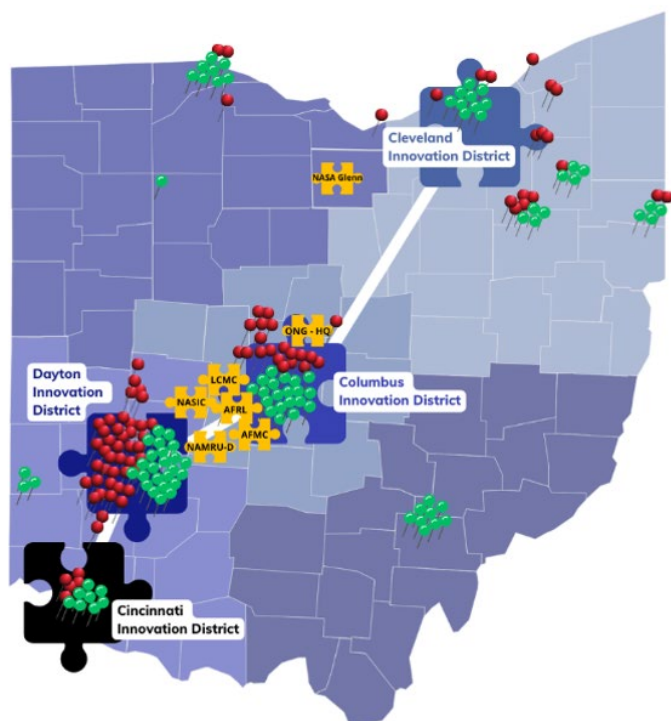 Cleveland
Innovation District
NASA Glenn
ONG - HQ
Dayton
Innovation
District
LCMC
NASIC
AFRL
AFMC
NAMRU-D
Columbus
Innovation District
Cincinnati
Innovation District